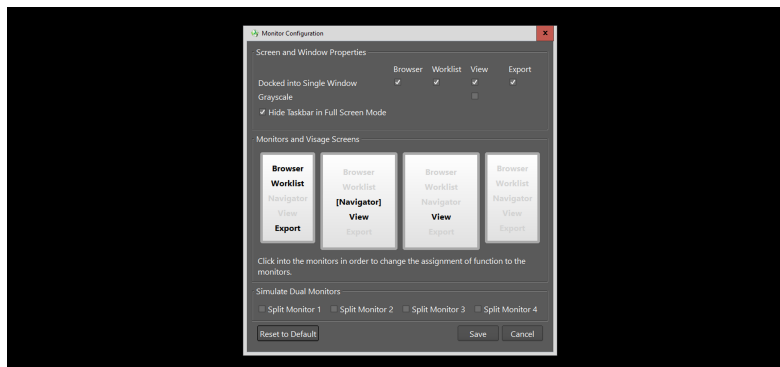 Monitor Configuration
x
Screen and Window Properties
Browser Worklist View Export
Docked into Single Window
Grayscale
Hide Taskbar in Full Screen Mode
Monitors and Visage Screens
Browser
Worklist
Navigator
View
Export
Browser
Worklist
[Navigator]
View
Export
Browser
Worklist
Navigator
View
Export
Browser
Worklist
Navigator
View
Export
Click into the monitors in order to change the assignment of function to the
monitors.
Simulate Dual Monitors
Split Monitor 1 Split Monitor 2 Split Monitor 3 Split Monitor 4
Reset to Default Save Cancel